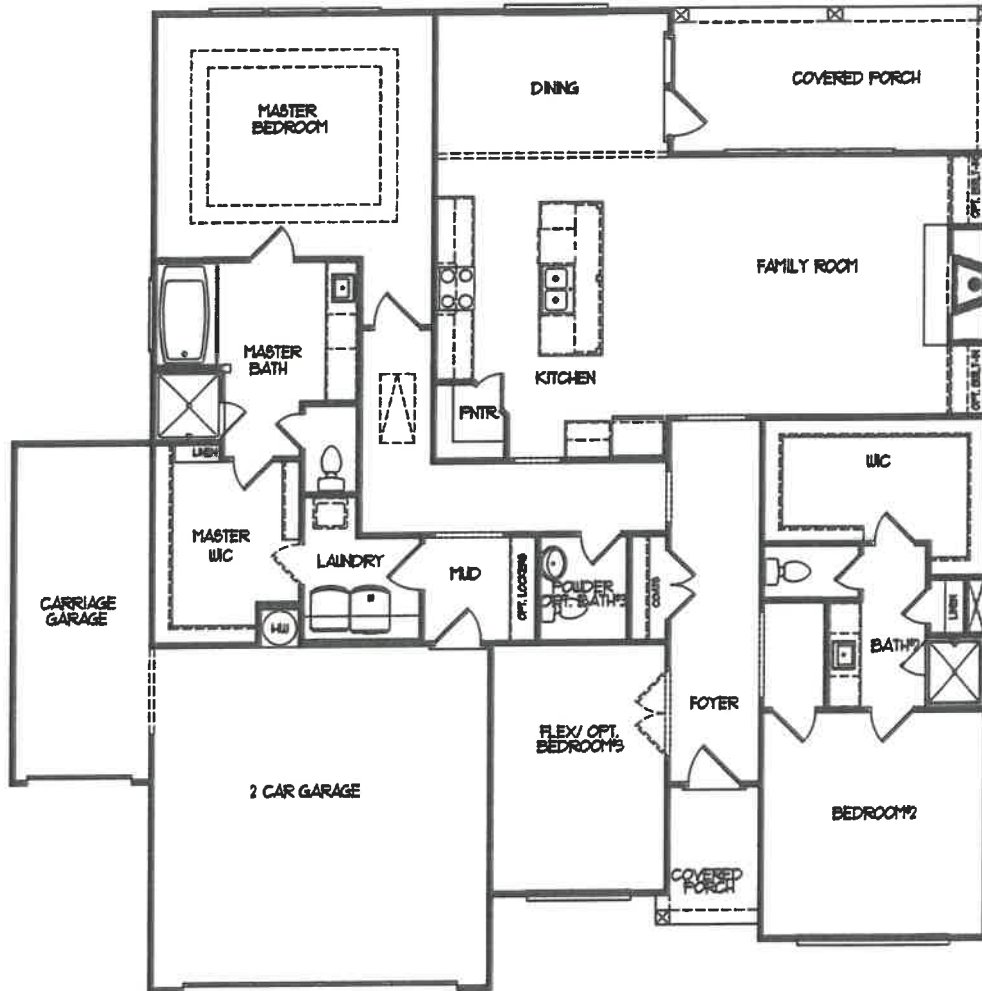 DINING
COVERED PORCH
MASTER
BEDROOM
OPT. BUILT-IN
FAMILY ROOM
MASTER
BATH
KITCHEN
OPT. BUILT-IN
PNTR.
LINEN
WIC
MASTER
WIC
LAUNDRY
MUD
OPT. LOCKERS
POWDER
OPT. BATH#3
COATS
CARRIAGE
GARAGE
HW
LINEN
BATH#2
FOYER
FLEX/ OPT.
BEDROOM#3
2 CAR GARAGE
BEDROOM#2
COVERED
PORCH